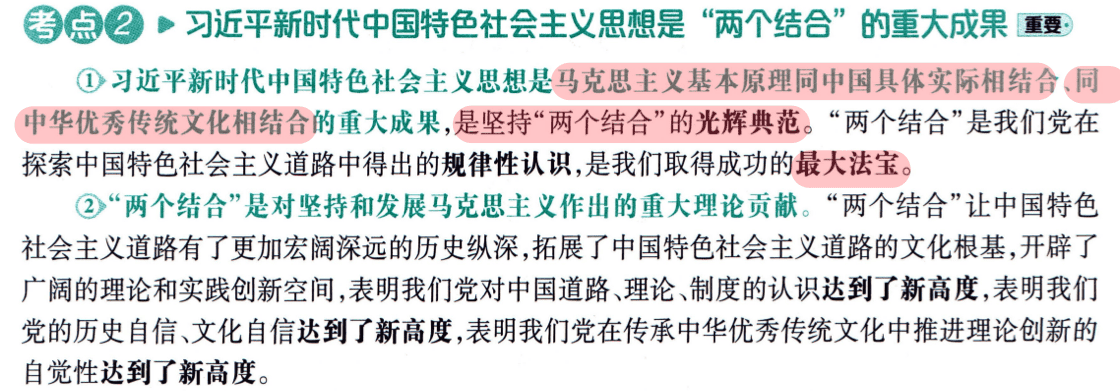 考点2 ▶ 习近平新时代中国特色社会主义思想是“两个结合”的重大成果 重要
①习近平新时代中国特色社会主义思想是马克思主义基本原理同中国具体实际相结合、同
中华优秀传统文化相结合的重大成果,是坚持“两个结合”的光辉典范。“两个结合”是我们党在
探索中国特色社会主义道路中得出的规律性认识,是我们取得成功的最大法宝。
②“两个结合”是对坚持和发展马克思主义作出的重大理论贡献。“两个结合”让中国特色
社会主义道路有了更加宏阔深远的历史纵深,拓展了中国特色社会主义道路的文化根基,开辟了
广阔的理论和实践创新空间,表明我们党对中国道路、理论、制度的认识达到了新高度,表明我们
党的历史自信、文化自信达到了新高度,表明我们党在传承中华优秀传统文化中推进理论创新的
自觉性达到了新高度。